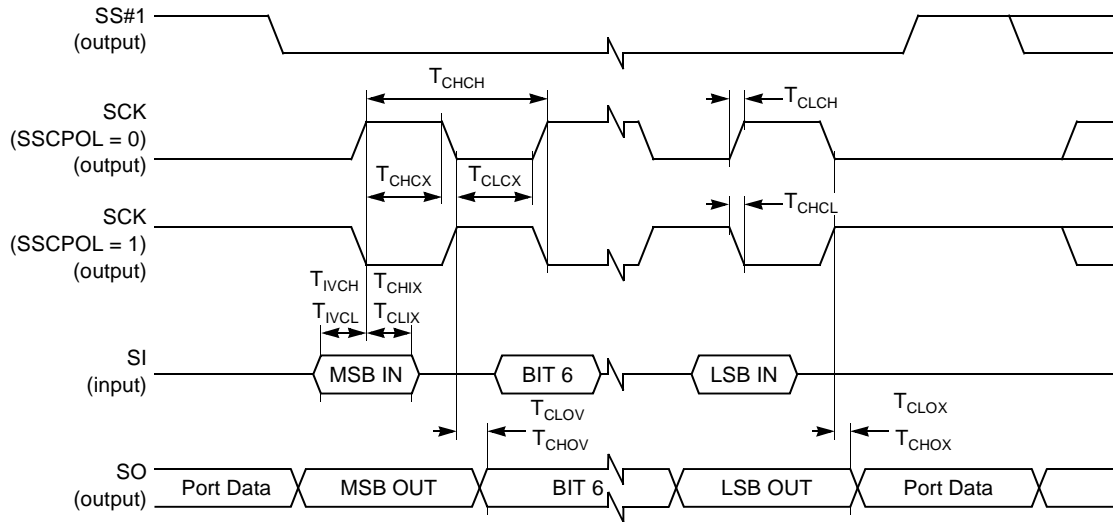 SS#1
(output)
T_CHCH
T_CLCH
SCK
(SSCPOL = 0)
(output)
T_CHCX T_CLCX
T_CHCL
SCK
(SSCPOL = 1)
(output)
T_IVCH T_CHIX
T_IVCL T_CLIX
SI
(input)
MSB IN BIT 6 LSB IN
T_CLOV T_CLOX
T_CHOV T_CHOX
SO
(output)
Port Data MSB OUT BIT 6 LSB OUT Port Data